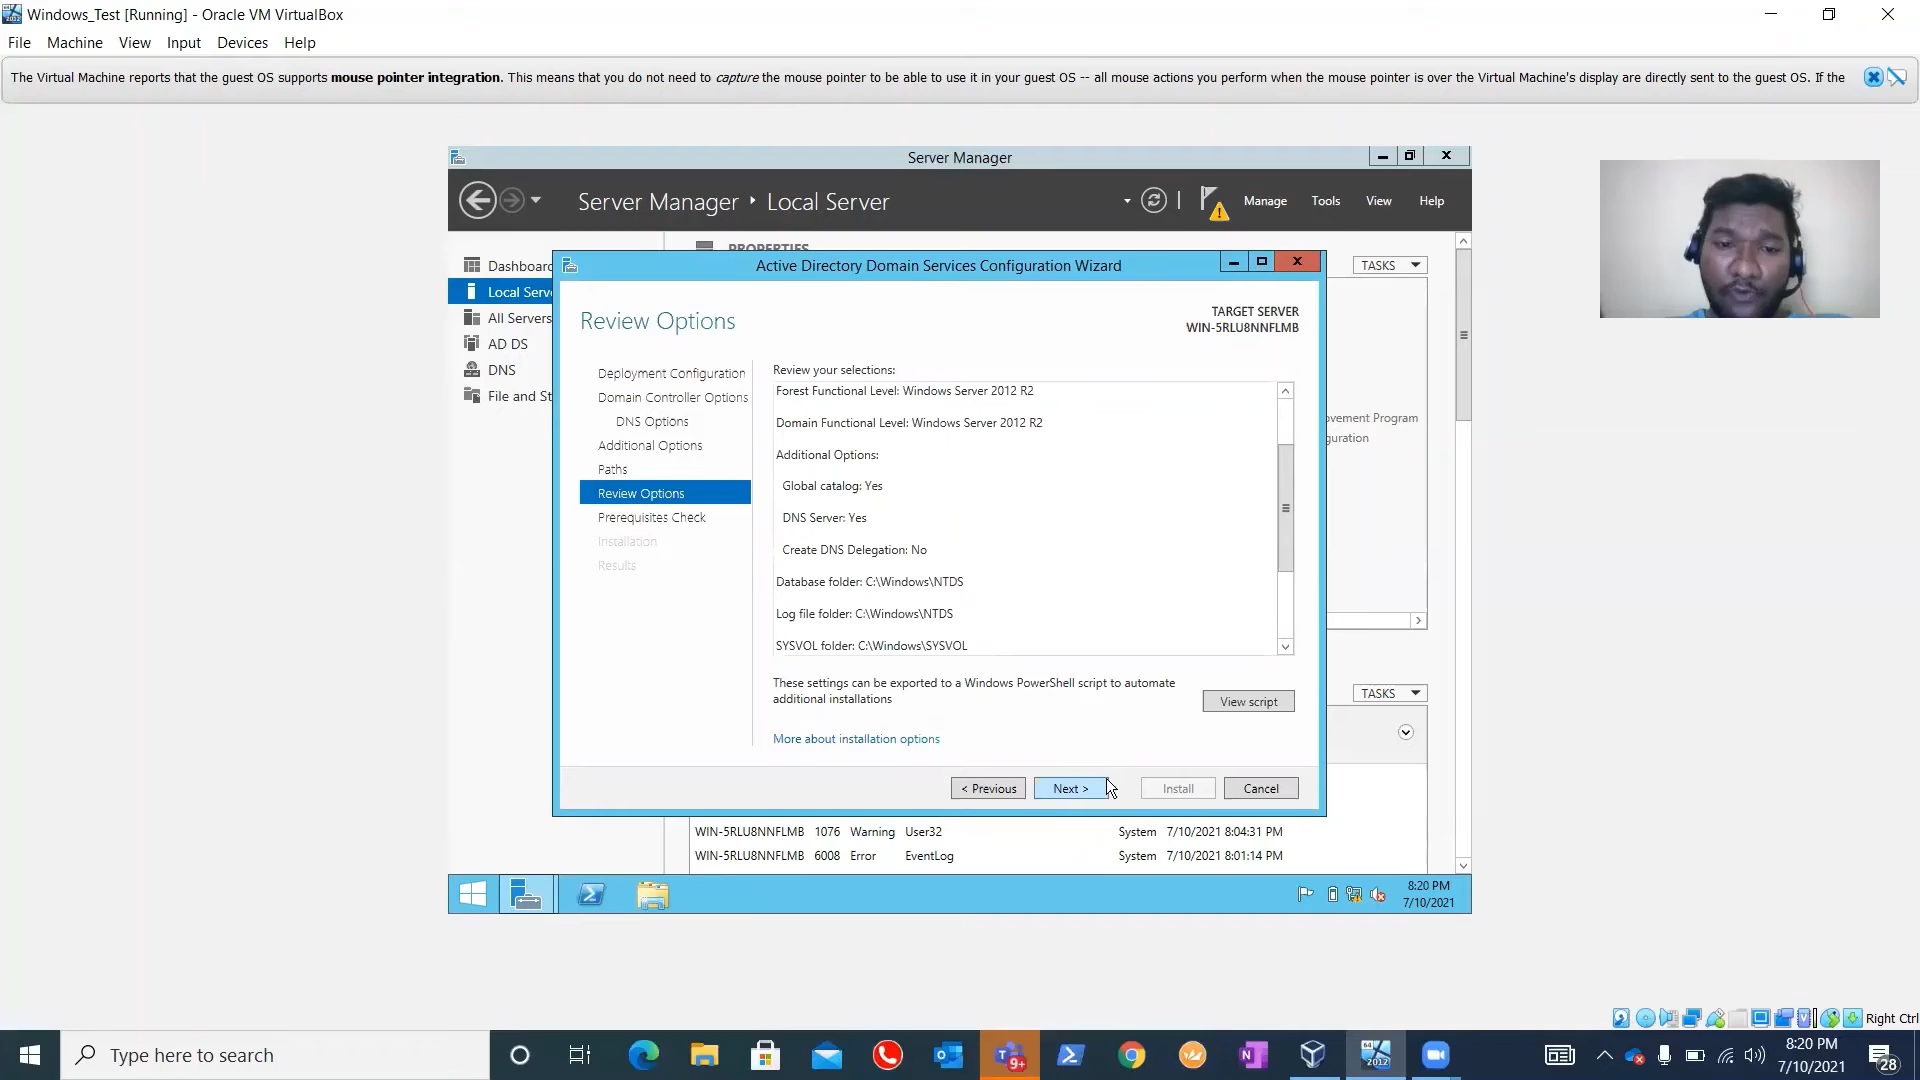 Windows_Test [Running] - Oracle VM VirtualBox
File Machine View Input Devices Help
The Virtual Machine reports that the guest OS supports mouse pointer integration. This means that you do not need to capture the mouse pointer to be able to use it in your guest OS -- all mouse actions you perform when the mouse pointer is over the Virtual Machine's display are directly sent to the guest OS. If the
Server Manager
Server Manager Local Server
Manage Tools View Help
PROPERTIES
TASKS
Dashboard
Local Serve
All Servers
AD DS
DNS
File and St
Active Directory Domain Services Configuration Wizard
Review Options
TARGET SERVER
WIN-5RLU8NNFLMB
Deployment Configuration
Domain Controller Options
DNS Options
Additional Options
Paths
Review Options
Prerequisites Check
Installation
Results
Review your selections:
Forest Functional Level: Windows Server 2012 R2
Domain Functional Level: Windows Server 2012 R2
Additional Options:
Global catalog: Yes
DNS Server: Yes
Create DNS Delegation: No
Database folder: C:\Windows\NTDS
Log file folder: C:\Windows\NTDS
SYSVOL folder: C:\Windows\SYSVOL
These settings can be exported to a Windows PowerShell script to automate
additional installations
View script
More about installation options
< Previous Next > Install Cancel
ovement Program
guration
TASKS
WIN-5RLU8NNFLMB 1076 Warning User32 System 7/10/2021 8:04:31 PM
WIN-5RLU8NNFLMB 6008 Error EventLog System 7/10/2021 8:01:14 PM
8:20 PM
7/10/2021
Right Ctrl
Type here to search
9+
2012
8:20 PM
7/10/2021
28